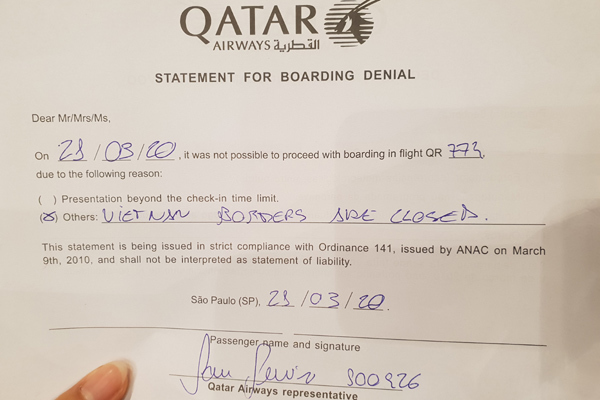 QATAR
AIRWAYS القطرية
STATEMENT FOR BOARDING DENIAL
Dear Mr/Mrs/Ms,
On 21/03/20, it was not possible to proceed with boarding in flight QR 773,
due to the following reason:
( ) Presentation beyond the check-in time limit.
(x) Others: VIETNAN BORDERS ARE CLOSED.
This statement is being issued in strict compliance with Ordinance 141, issued by ANAC on March
9th, 2010, and shall not be interpreted as statement of liability.
São Paulo (SP), 21/03/20.
Passenger name and signature
S00926
Qatar Airways representative